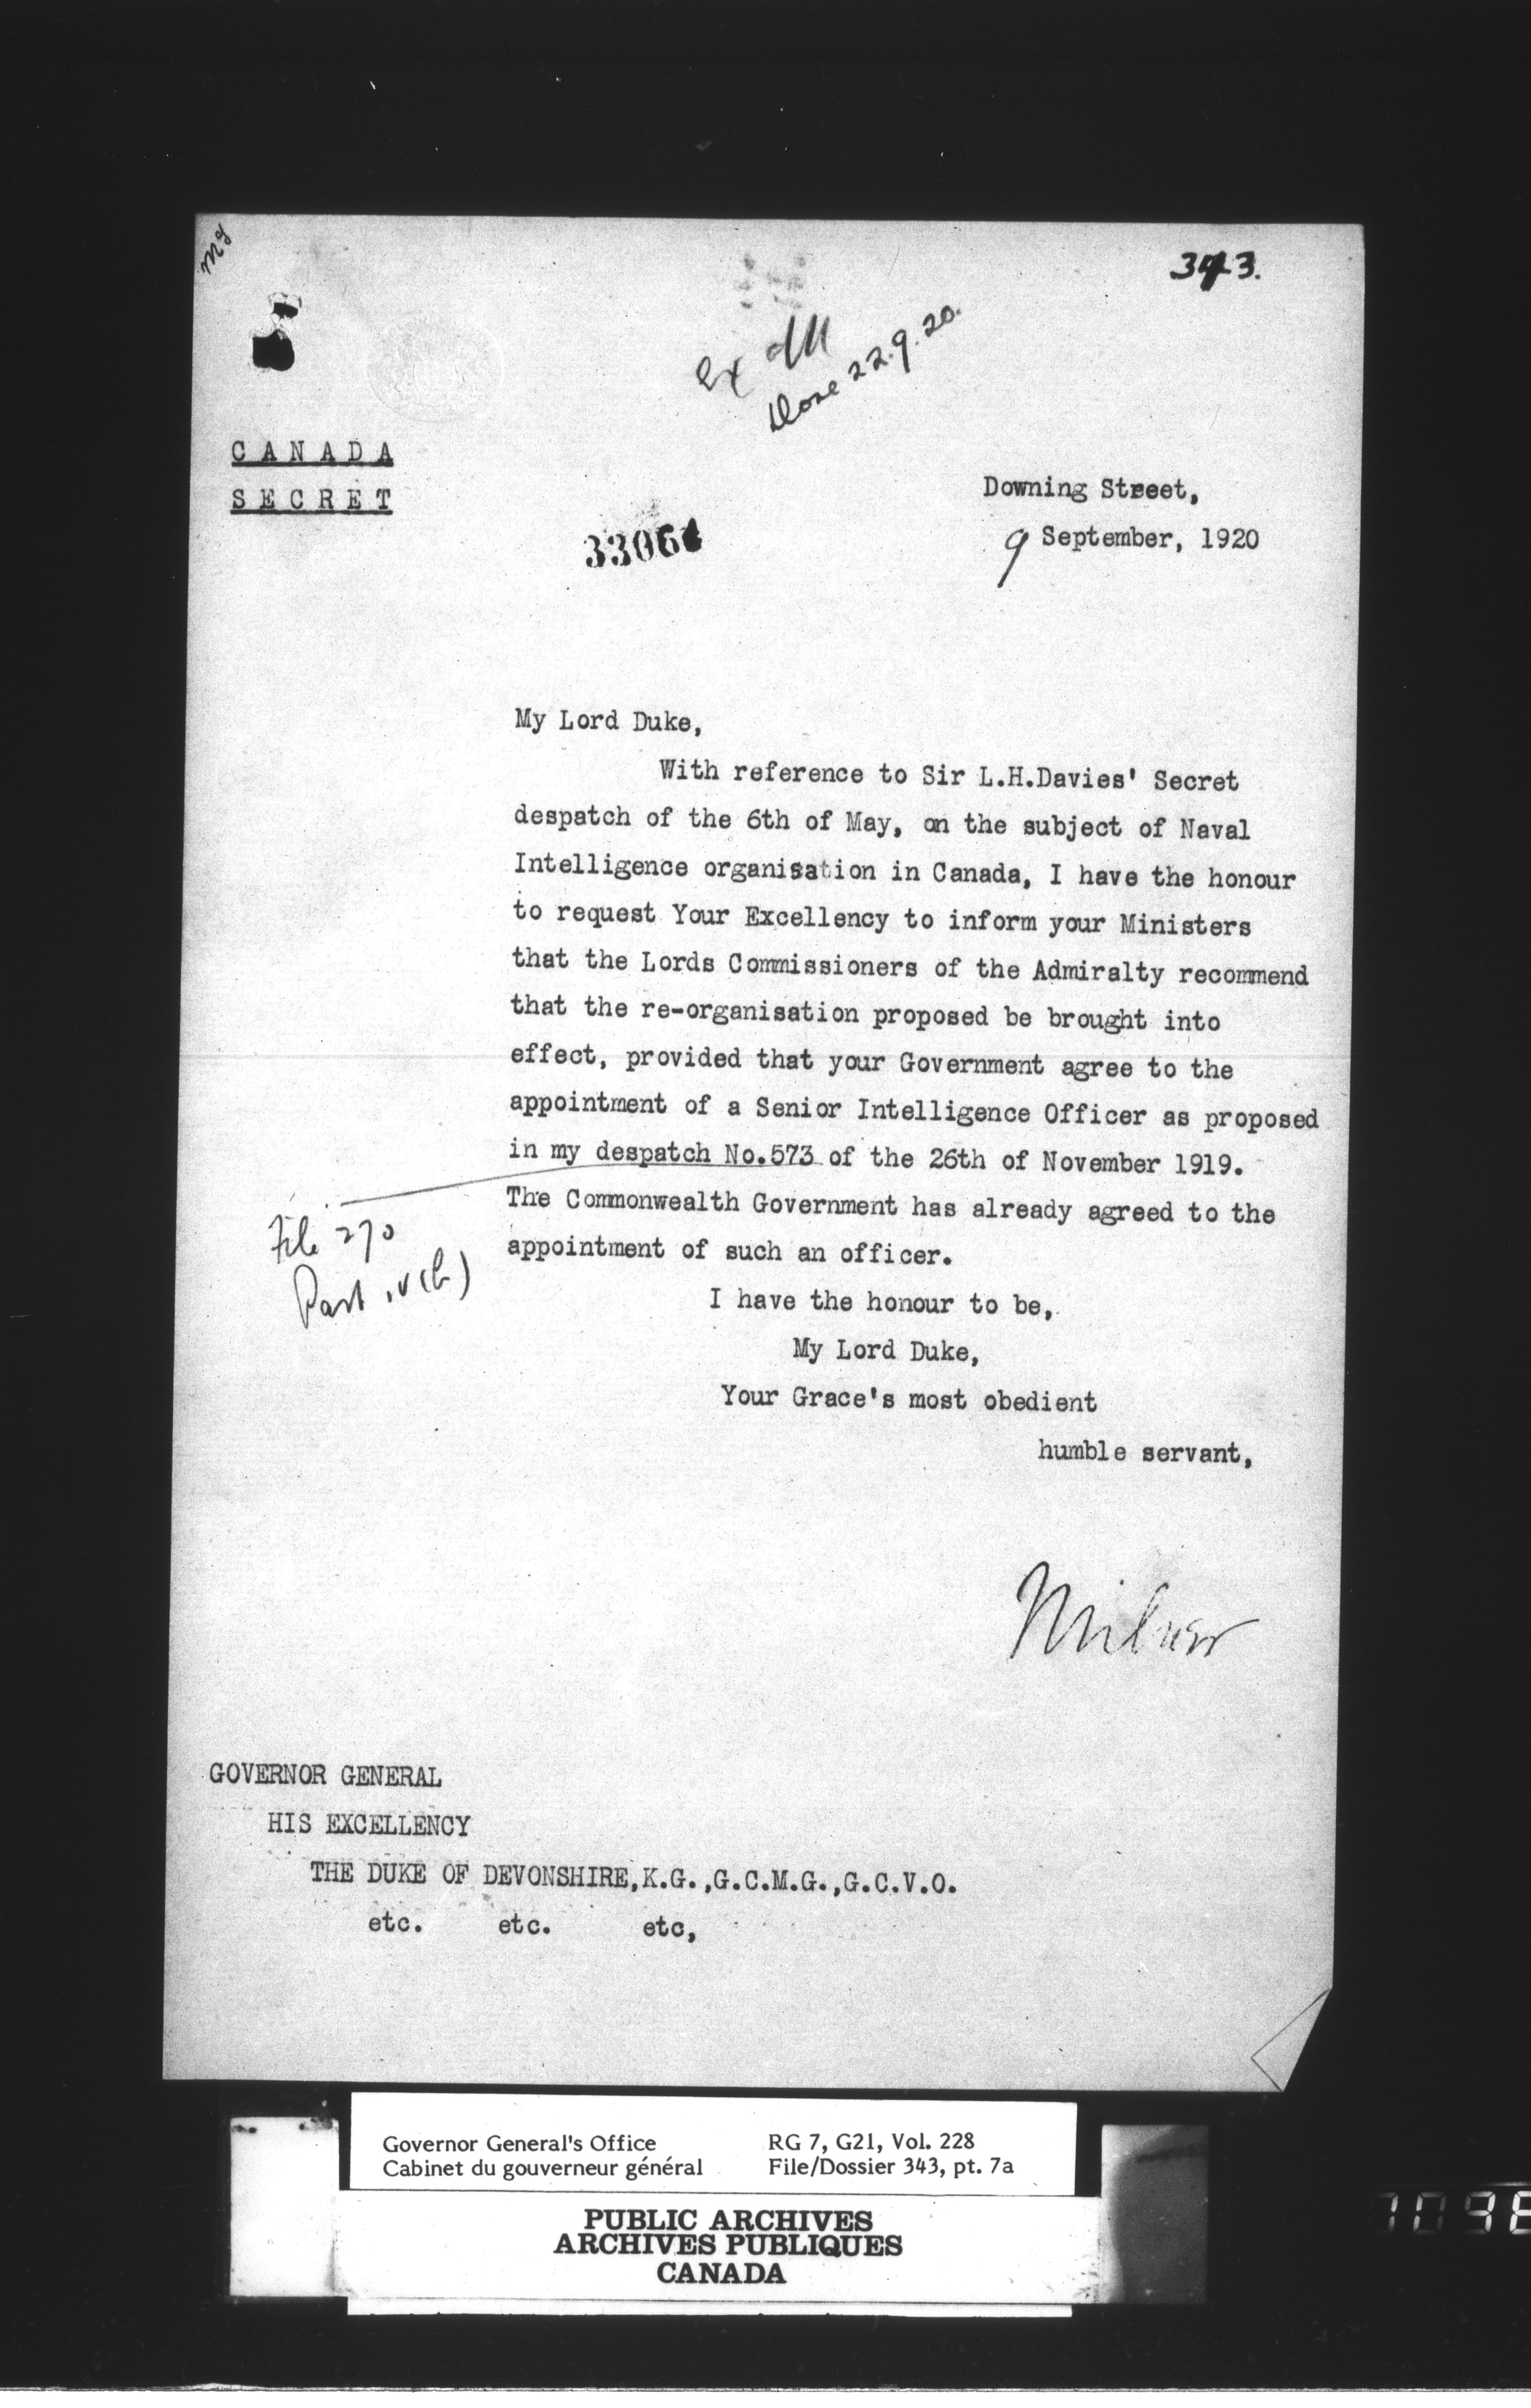 343.
Done 22.9.20.
CANADA
SECRET
Downing Street,
33064
9 September, 1920
My Lord Duke,
With reference to Sir L.H.Davies' Secret
despatch of the 6th of May, on the subject of Naval
Intelligence organisation in Canada, I have the honour
to request Your Excellency to inform your Ministers
that the Lords Commissioners of the Admiralty recommend
that the re-organisation proposed be brought into
effect, provided that your Government agree to the
appointment of a Senior Intelligence Officer as proposed
in my despatch No.573 of the 26th of November 1919.
The Commonwealth Government has already agreed to the
appointment of such an officer.
File 270
Part IV(b)
I have the honour to be,
My Lord Duke,
Your Grace's most obedient
humble servant,
Milner
GOVERNOR GENERAL
HIS EXCELLENCY
THE DUKE OF DEVONSHIRE,K.G.,G.C.M.G.,G.C.V.O.
etc. etc. etc,
Governor General's Office RG 7, G21, Vol. 228
Cabinet du gouverneur général File/Dossier 343, pt. 7a
PUBLIC ARCHIVES
ARCHIVES PUBLIQUES
CANADA